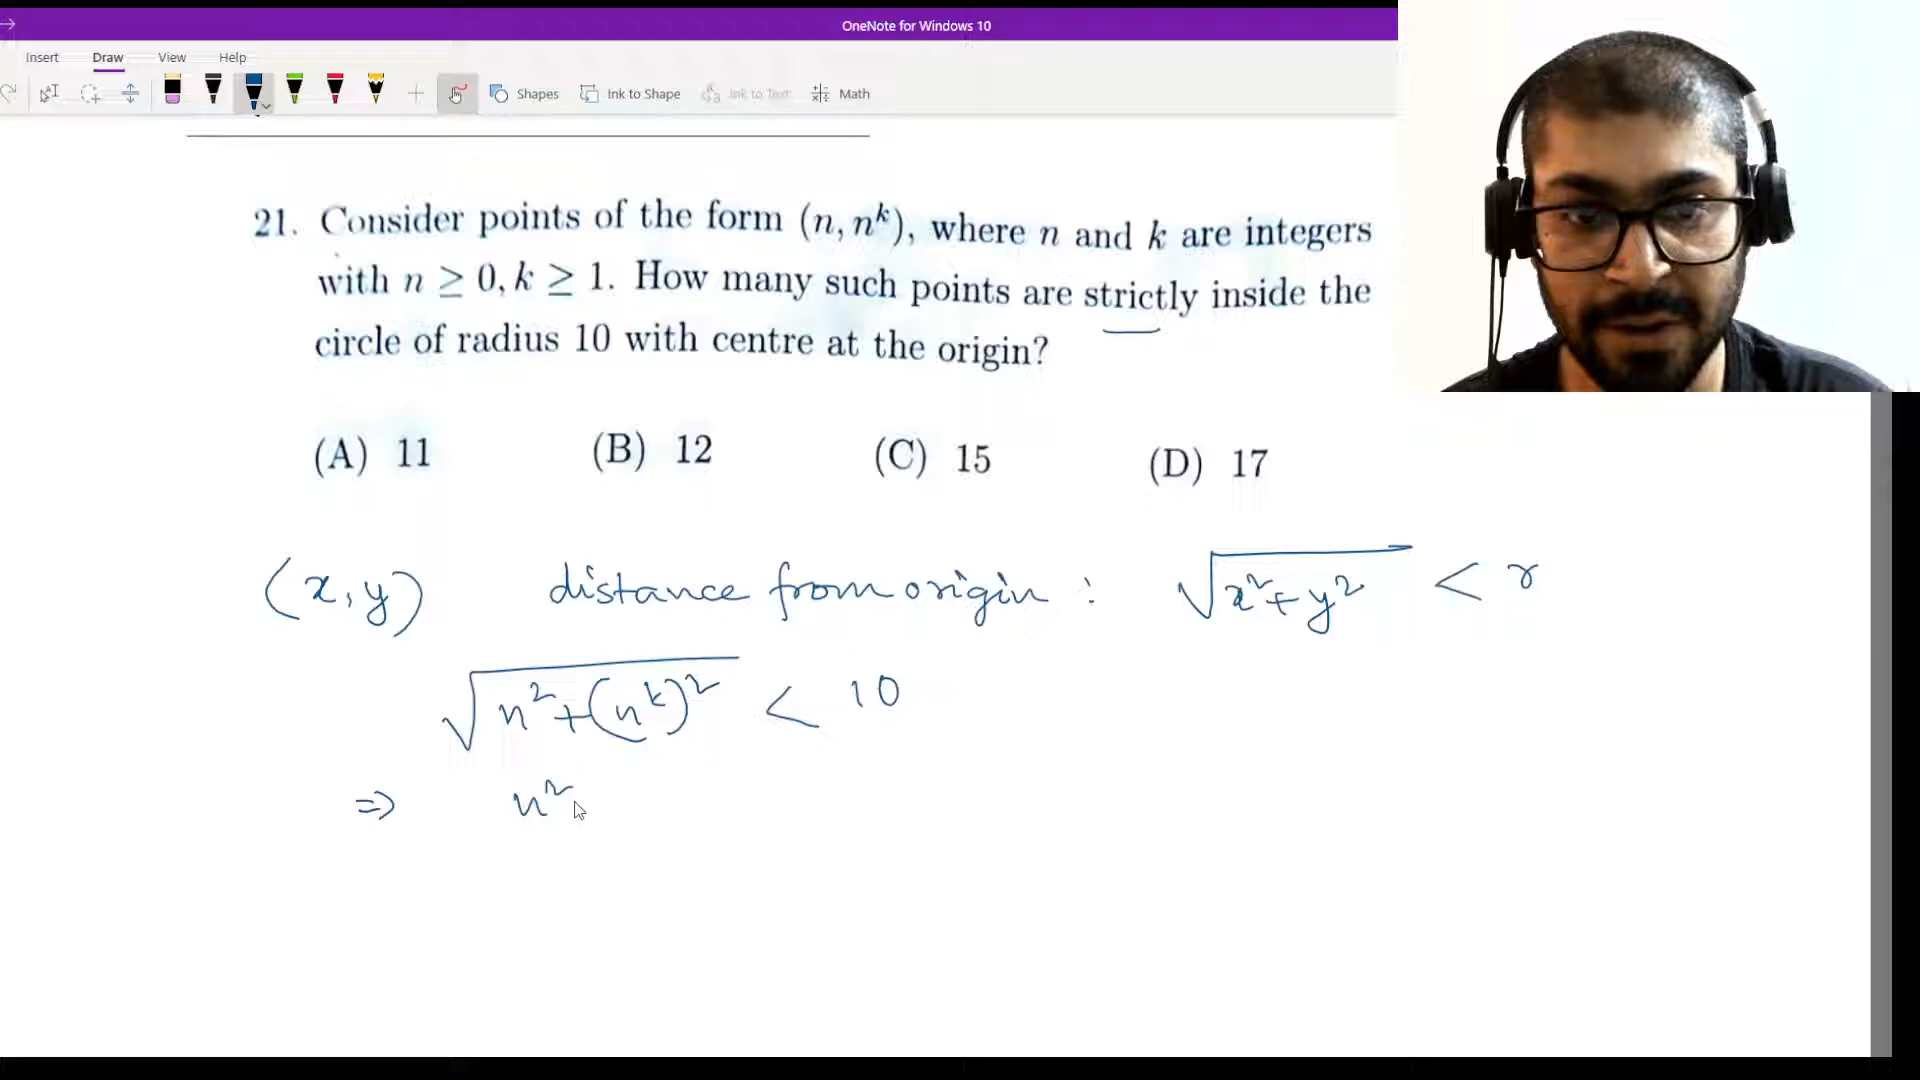 OneNote for Windows 10
Insert Draw View Help
Shapes Ink to Shape Ink to Text Math
21. Consider points of the form (n, nᵏ), where n and k are integers
with n ≥ 0, k ≥ 1. How many such points are strictly inside the
circle of radius 10 with centre at the origin?
(A) 11 (B) 12 (C) 15 (D) 17
(x, y) distance from origin : √(x² + y²) < r
√(n² + (nᵏ)²) < 10
⇒ n²